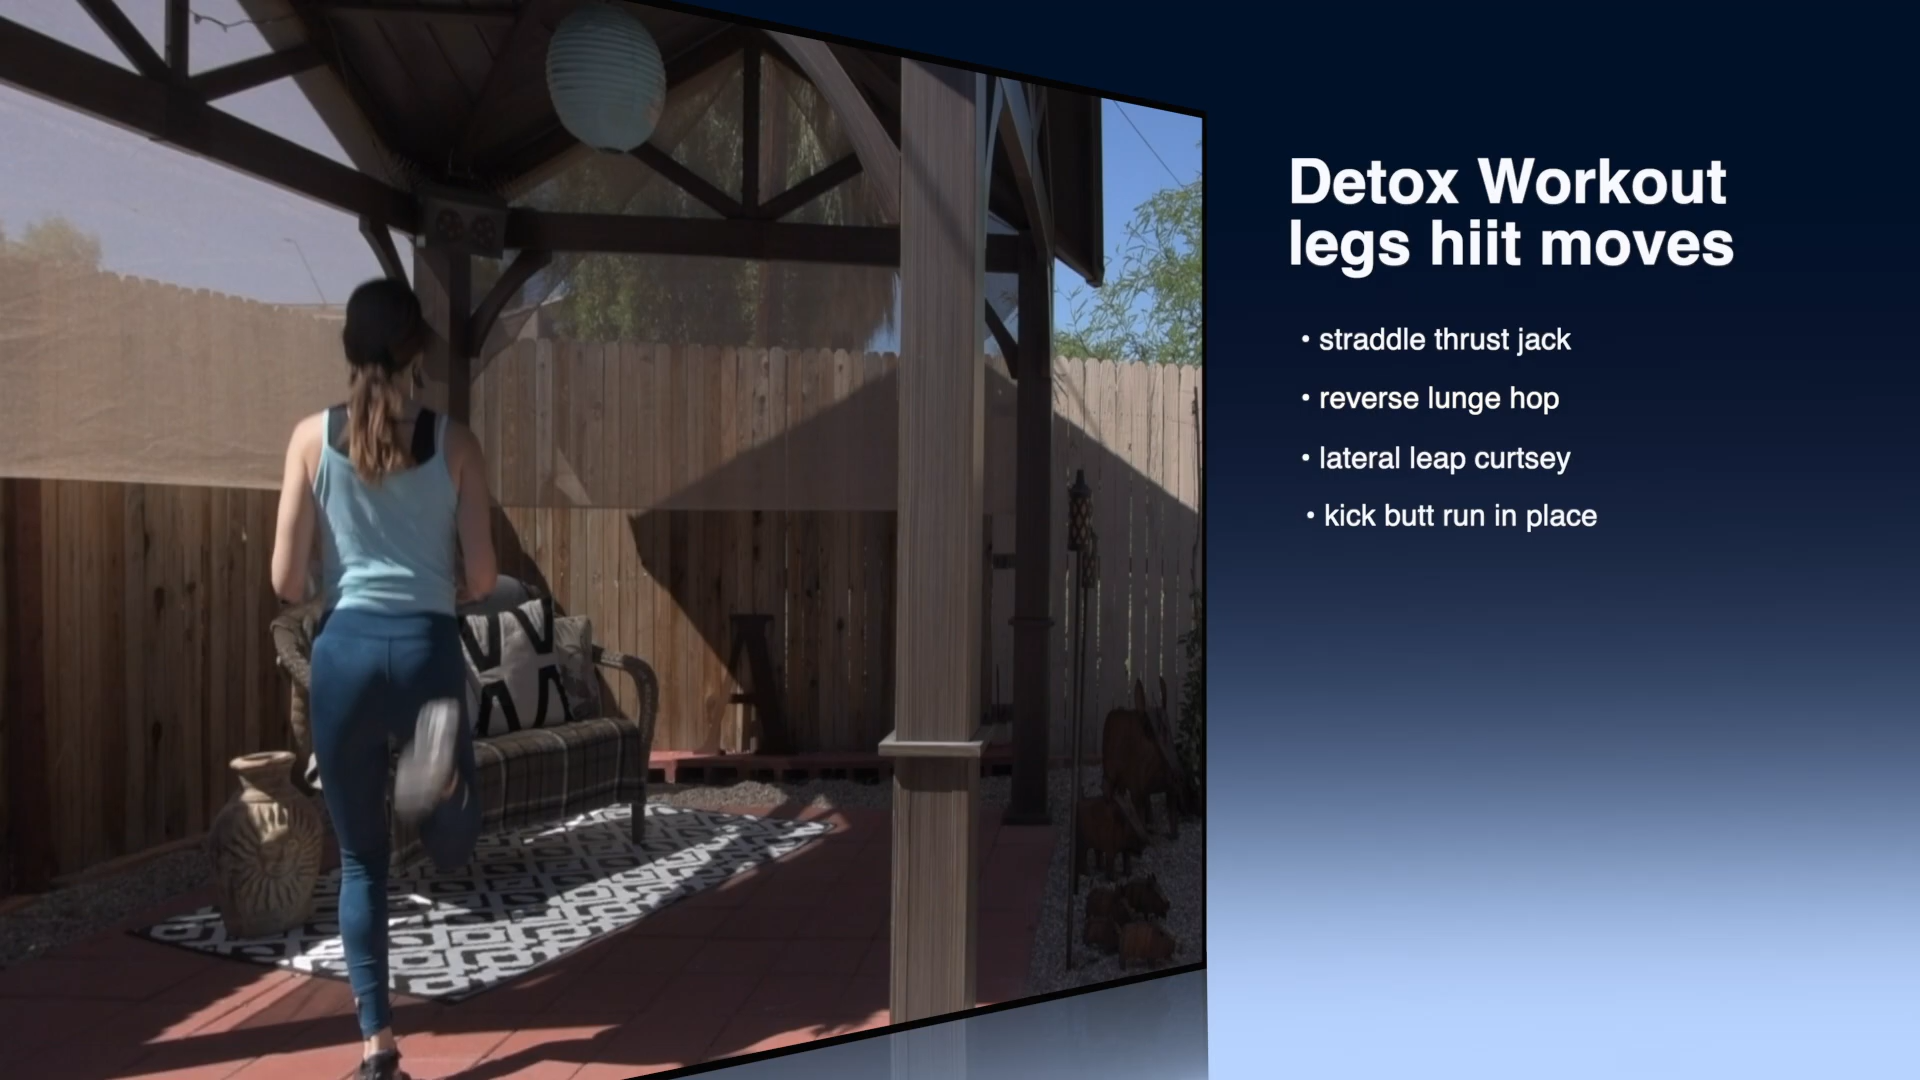 Detox Workout
legs hiit moves
• straddle thrust jack
• reverse lunge hop
• lateral leap curtsey
• kick butt run in place